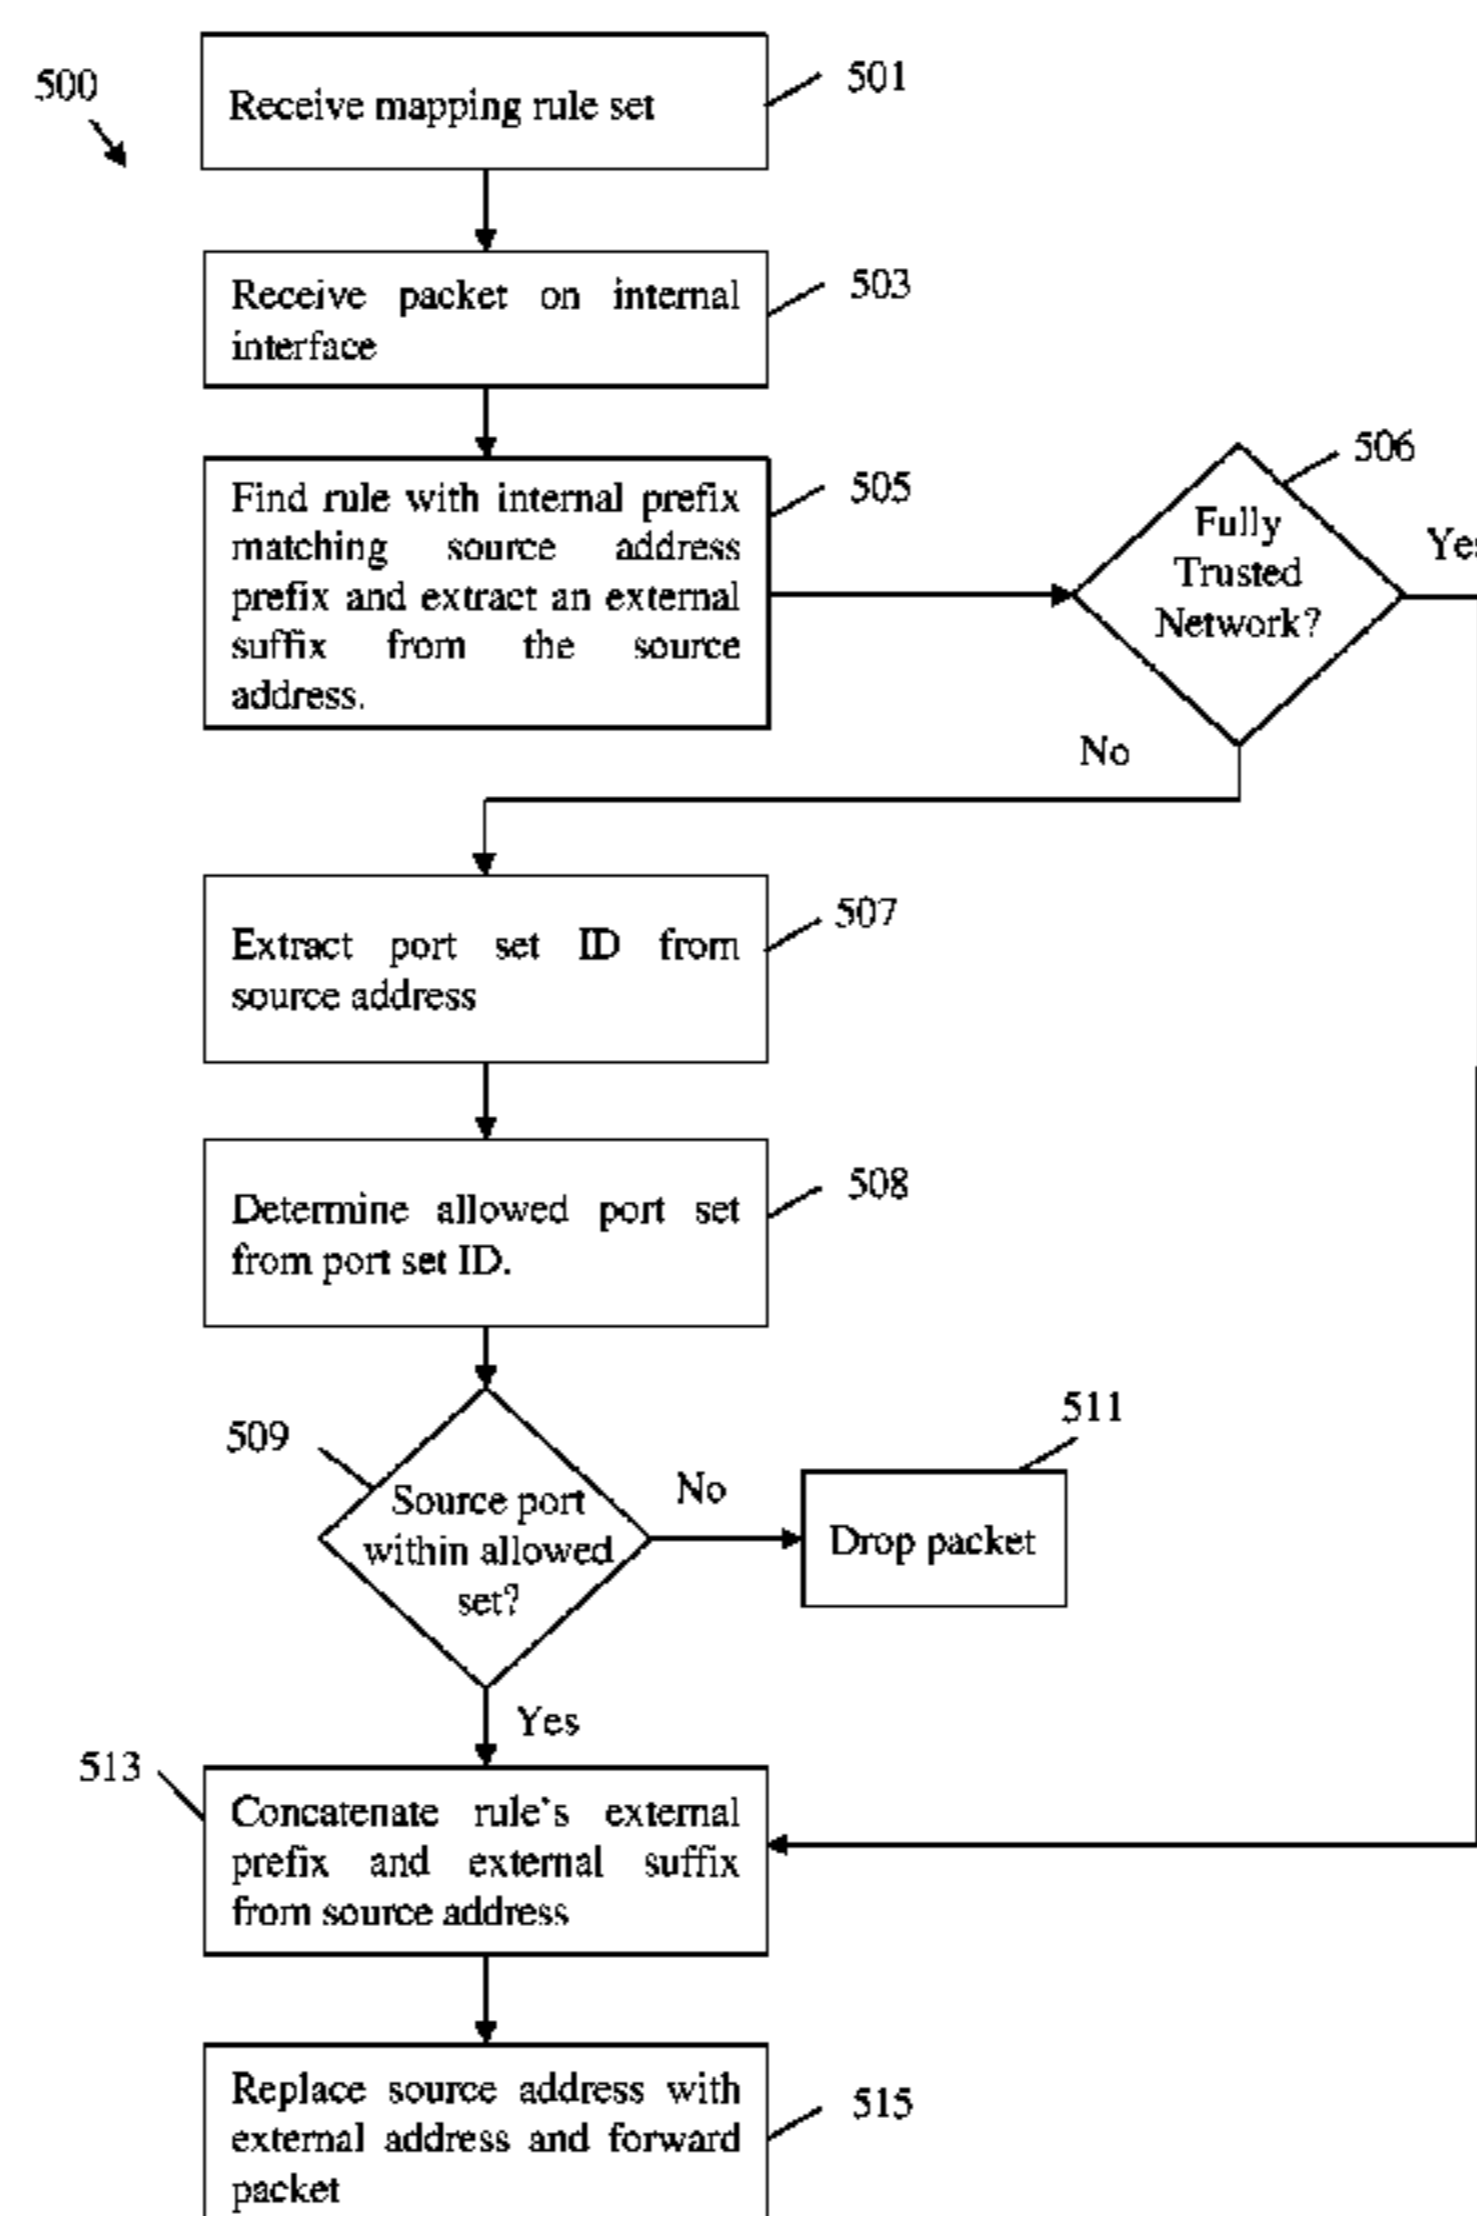 500
Receive mapping rule set
501
Receive packet on internal
interface
503
Find rule with internal prefix
matching source address
prefix and extract an external
suffix from the source
address.
505
506
Fully
Trusted
Network?
Yes
No
Extract port set ID from
source address
507
Determine allowed port set
from port set ID.
508
509
Source port
within allowed
set?
No
511
Drop packet
Yes
513
Concatenate rule's external
prefix and external suffix
from source address
Replace source address with
external address and forward
packet
515